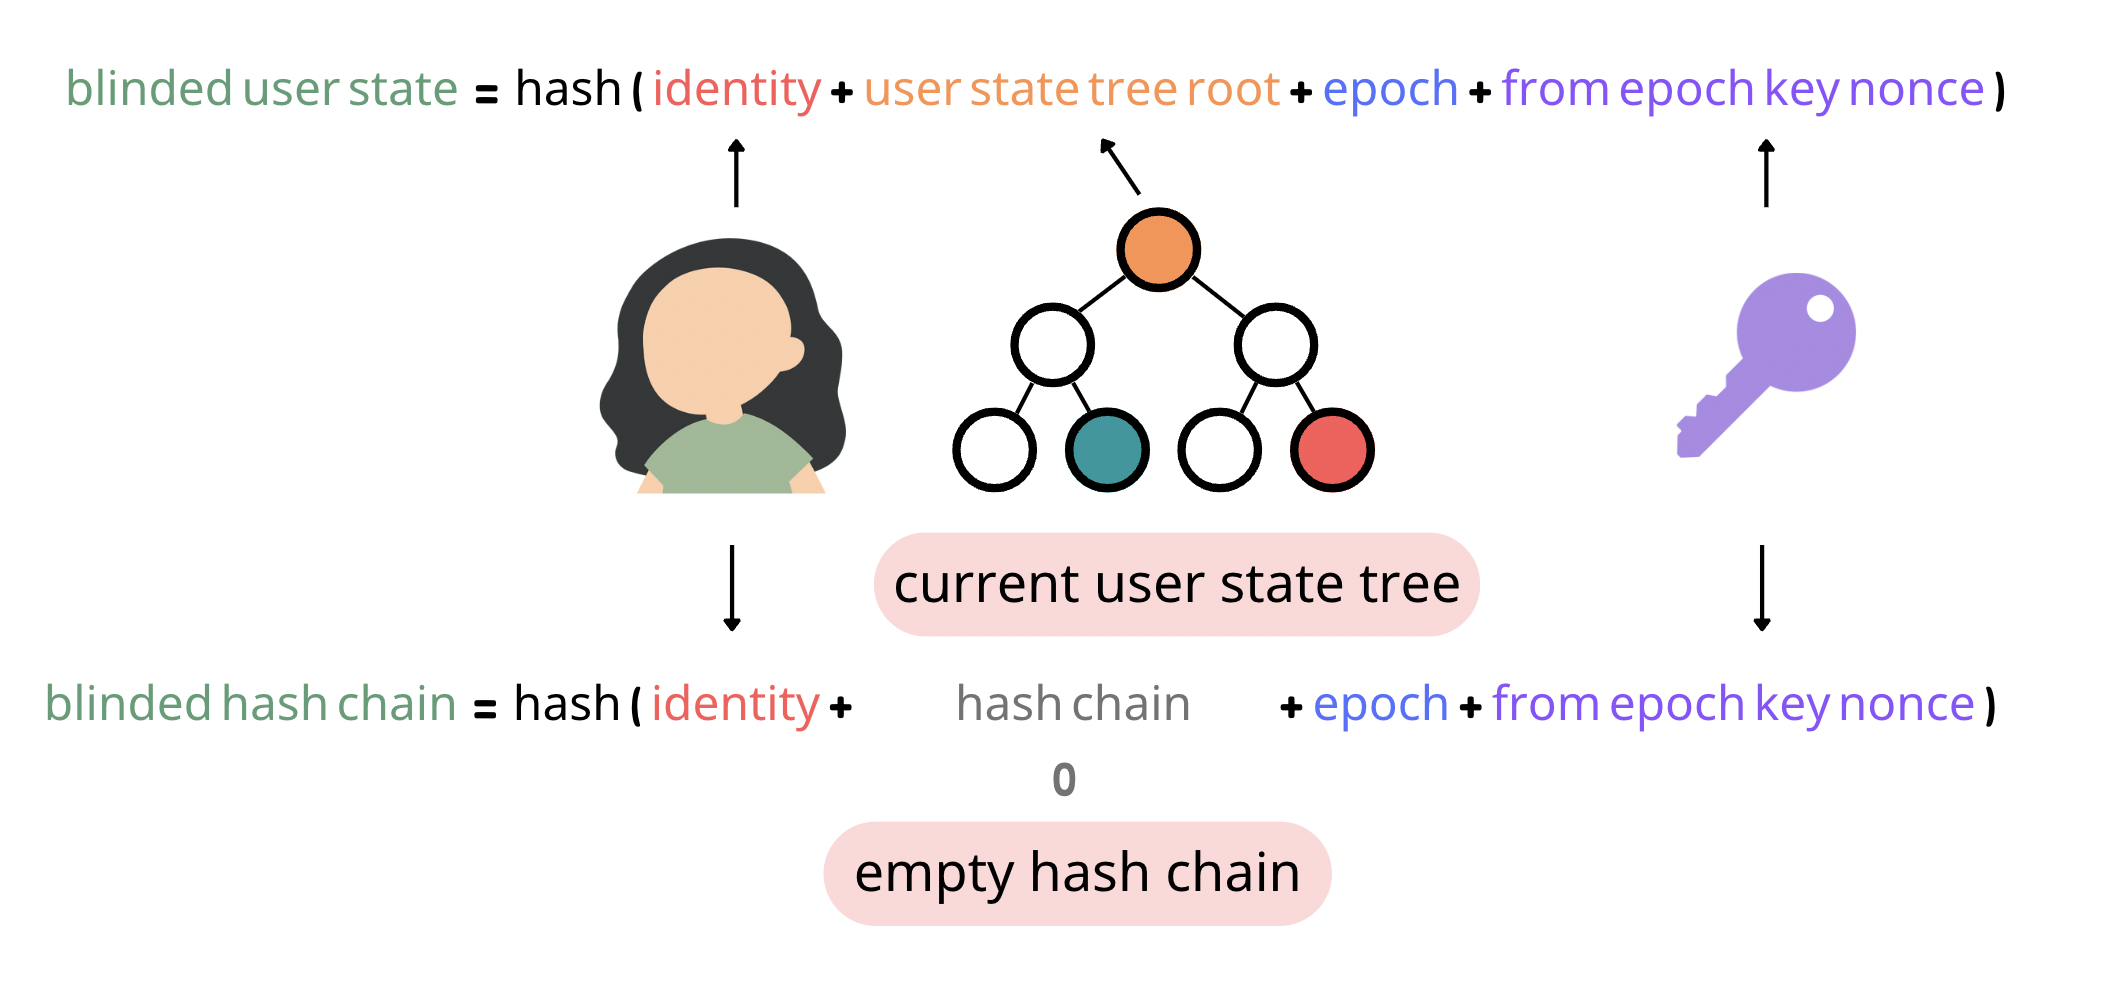 blinded user state = hash ( identity + user state tree root + epoch + from epoch key nonce )
current user state tree
blinded hash chain = hash ( identity + hash chain + epoch + from epoch key nonce )
0
empty hash chain